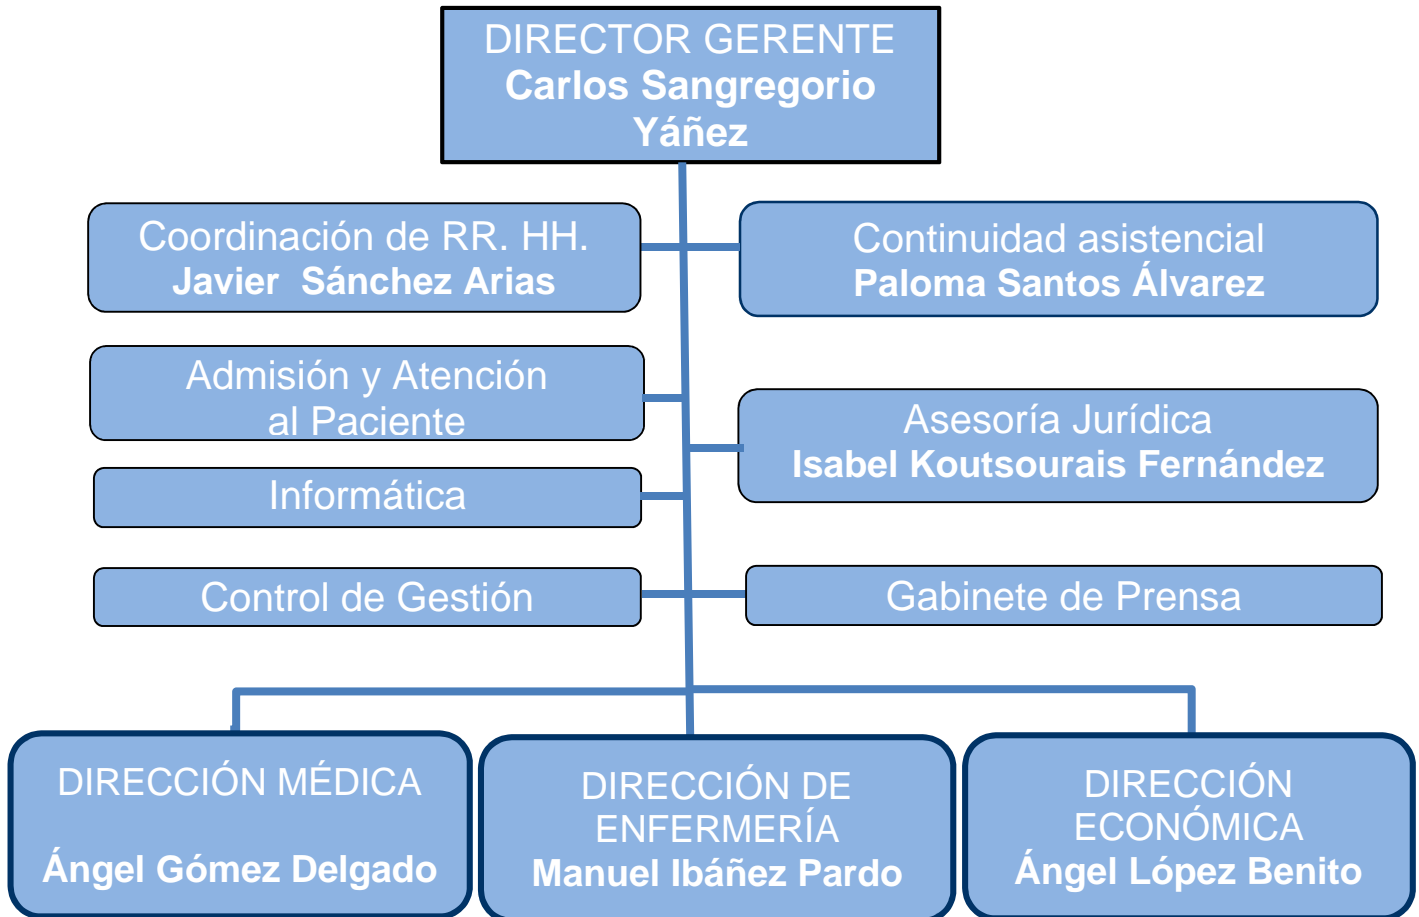 DIRECTOR GERENTE
Carlos Sangregorio
Yáñez
Coordinación de RR. HH.
Javier  Sánchez Arias
Continuidad asistencial
Paloma Santos Álvarez
Admisión y Atención
al Paciente
Asesoría Jurídica
Isabel Koutsourais Fernández
Informática
Control de Gestión
Gabinete de Prensa
DIRECCIÓN MÉDICA
Ángel Gómez Delgado
DIRECCIÓN DE
ENFERMERÍA
Manuel Ibáñez Pardo
DIRECCIÓN
ECONÓMICA
Ángel López Benito